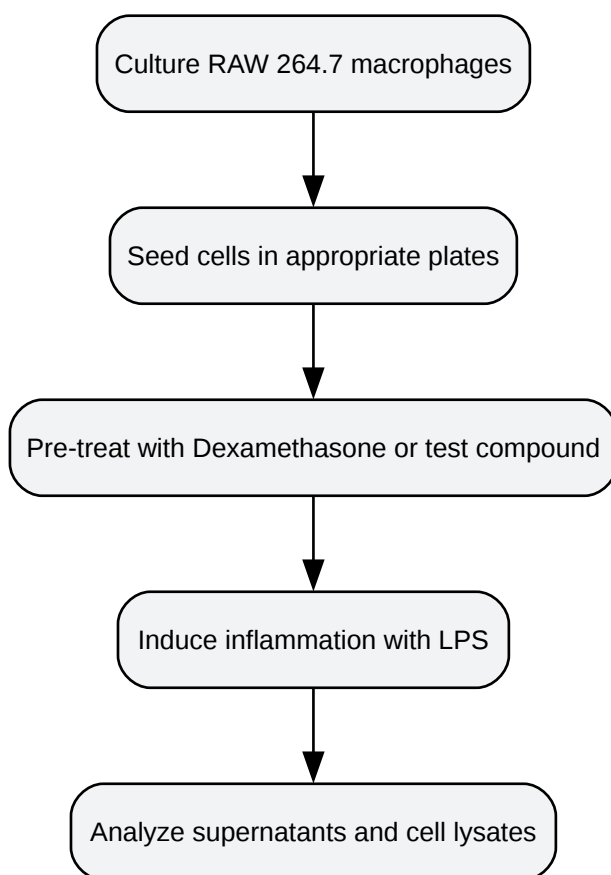 Culture RAW 264.7 macrophages
Seed cells in appropriate plates
Pre-treat with Dexamethasone or test compound
Induce inflammation with LPS
Analyze supernatants and cell lysates